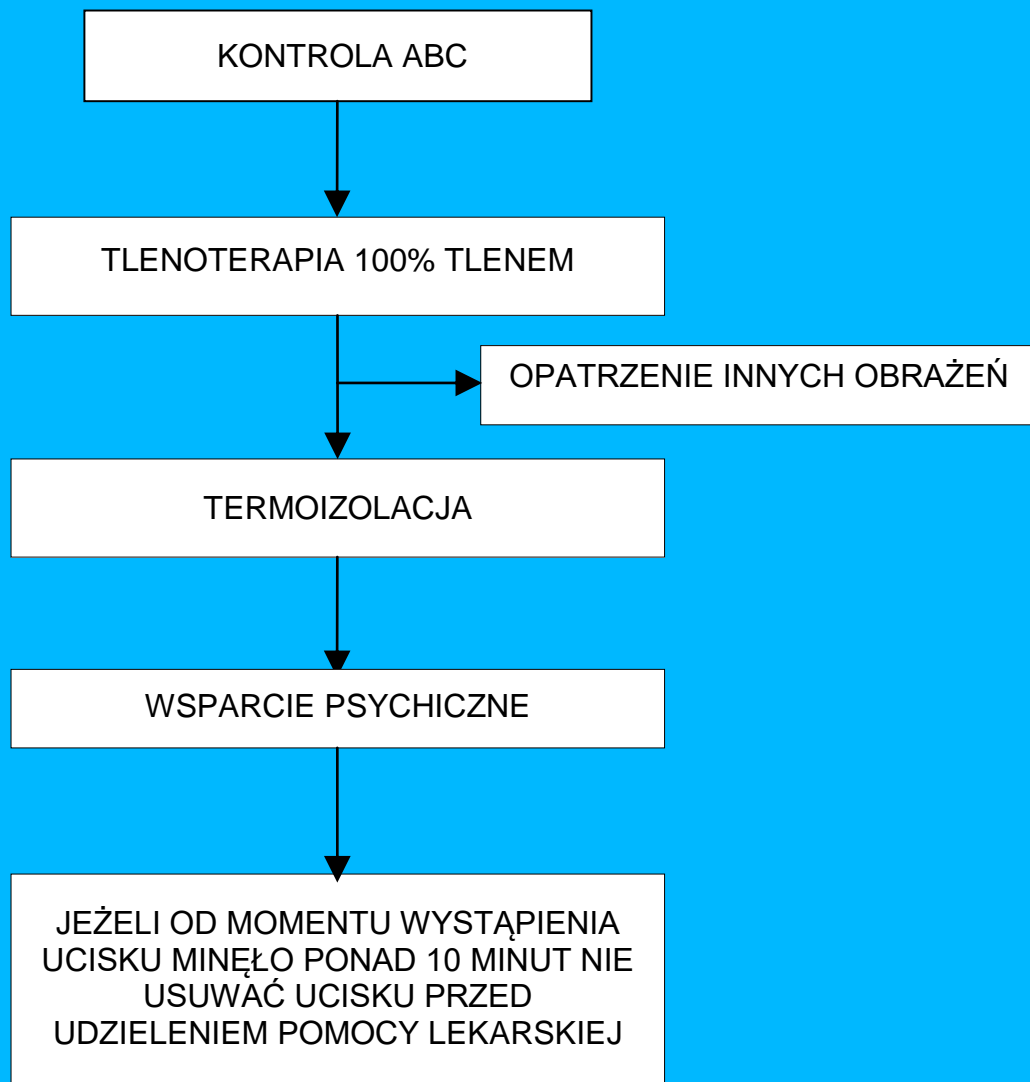 KONTROLA ABC
TLENOTERAPIA 100% TLENEM
OPATRZENIE INNYCH OBRAŻEŃ
TERMOIZOLACJA
WSPARCIE PSYCHICZNE
JEŻELI OD MOMENTU WYSTĄPIENIA
UCISKU MINĘŁO PONAD 10 MINUT NIE
USUWAĆ UCISKU PRZED
UDZIELENIEM POMOCY LEKARSKIEJ